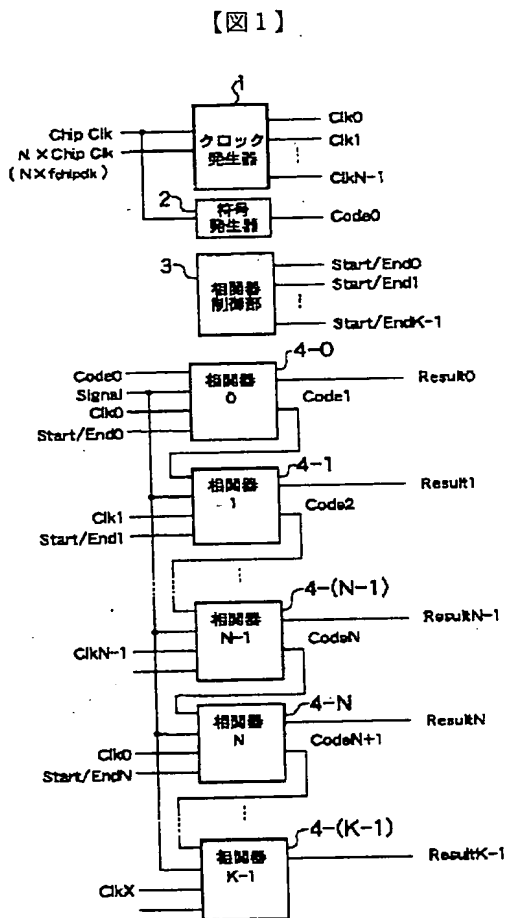 【図1】
1
Chip Clk
N×Chip Clk
(N×fchipclk)
クロック
発生器
Clk0
Clk1
⋮
ClkN-1
2
符号
発生器
Code0
3
相関器
制御部
Start/End0
Start/End1
⋮
Start/EndK-1
4-0
Code0
Signal
Clk0
Start/End0
相関器
0
Result0
Code1
4-1
相関器
1
Clk1
Start/End1
Result1
Code2
⋮
4-(N-1)
相関器
N-1
ClkN-1
ResultN-1
CodeN
4-N
相関器
N
Clk0
Start/EndN
ResultN
CodeN+1
⋮
4-(K-1)
相関器
K-1
ClkX
ResultK-1